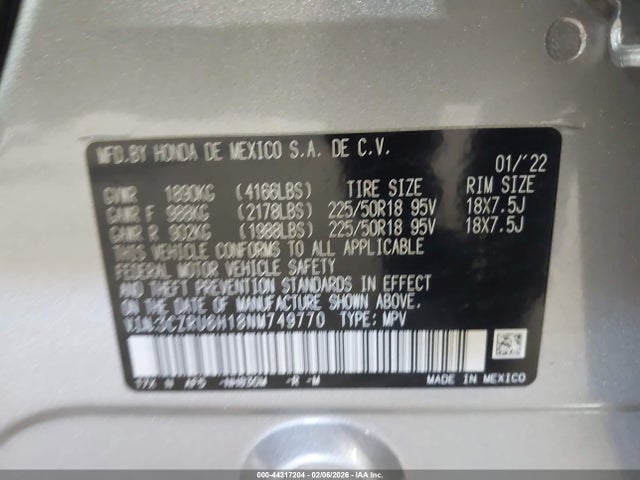 MFD.BY HONDA DE MEXICO S.A. DE C.V.
01/'22
GVWR 1890KG (4166LBS) TIRE SIZE RIM SIZE
GAWR F 988KG (2178LBS) 225/50R18 95V 18X7.5J
GAWR R 902KG (1988LBS) 225/50R18 95V 18X7.5J
THIS VEHICLE CONFORMS TO ALL APPLICABLE
FEDERAL MOTOR VEHICLE SAFETY
AND THEFT PREVENTION STANDARDS IN EFFECT
ON THE DATE OF MANUFACTURE SHOWN ABOVE.
VIN:3CZRU6H18NM749770 TYPE: MPV
-R -M
MADE IN MEXICO
000-44317204 - 02/06/2026 - IAAI.COM - COPART